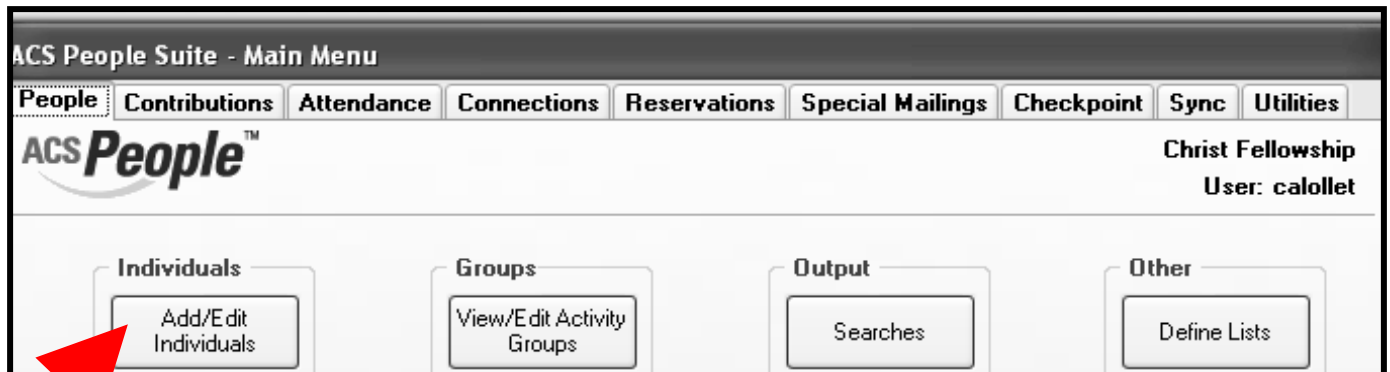 ACS People Suite - Main Menu
People Contributions Attendance Connections Reservations Special Mailings Checkpoint Sync Utilities
ACS People™
Christ Fellowship
User: calollet
Individuals Groups Output Other
Add/Edit Individuals
View/Edit Activity Groups
Searches
Define Lists